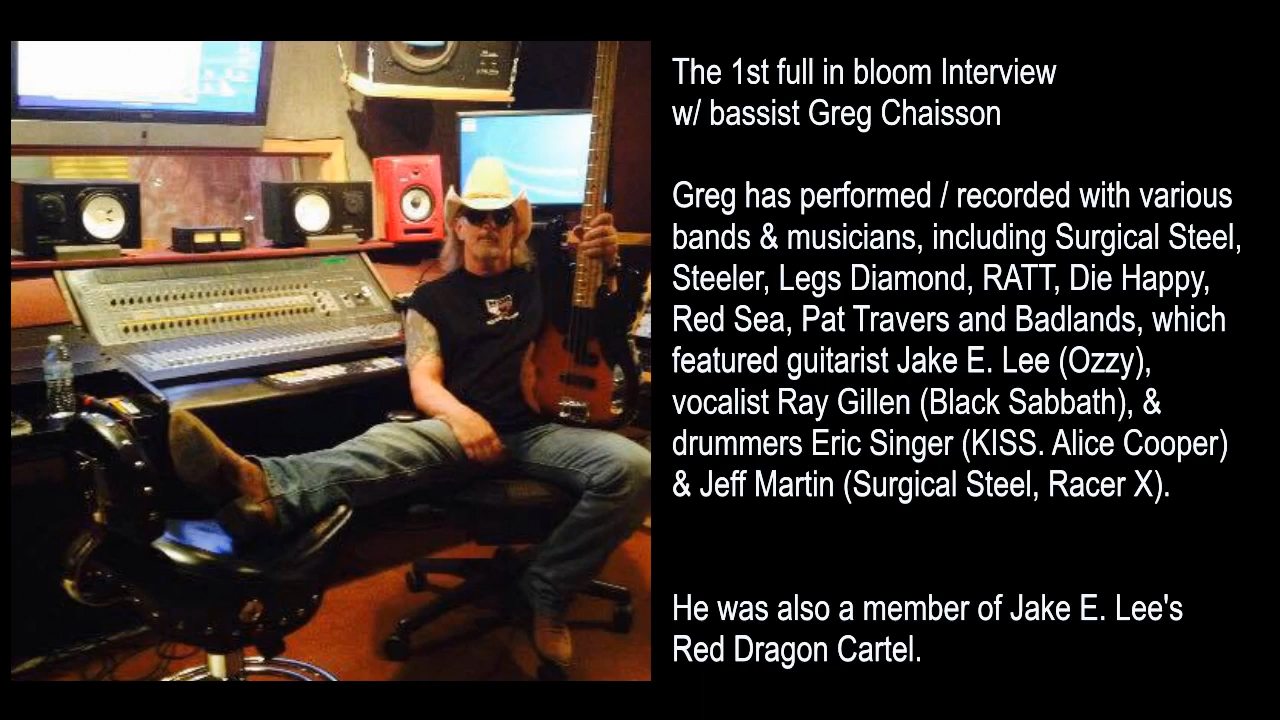 The 1st full in bloom Interview
w/ bassist Greg Chaisson
Greg has performed / recorded with various
bands & musicians, including Surgical Steel,
Steeler, Legs Diamond, RATT, Die Happy,
Red Sea, Pat Travers and Badlands, which
featured guitarist Jake E. Lee (Ozzy),
vocalist Ray Gillen (Black Sabbath), &
drummers Eric Singer (KISS. Alice Cooper)
& Jeff Martin (Surgical Steel, Racer X).
He was also a member of Jake E. Lee's
Red Dragon Cartel.